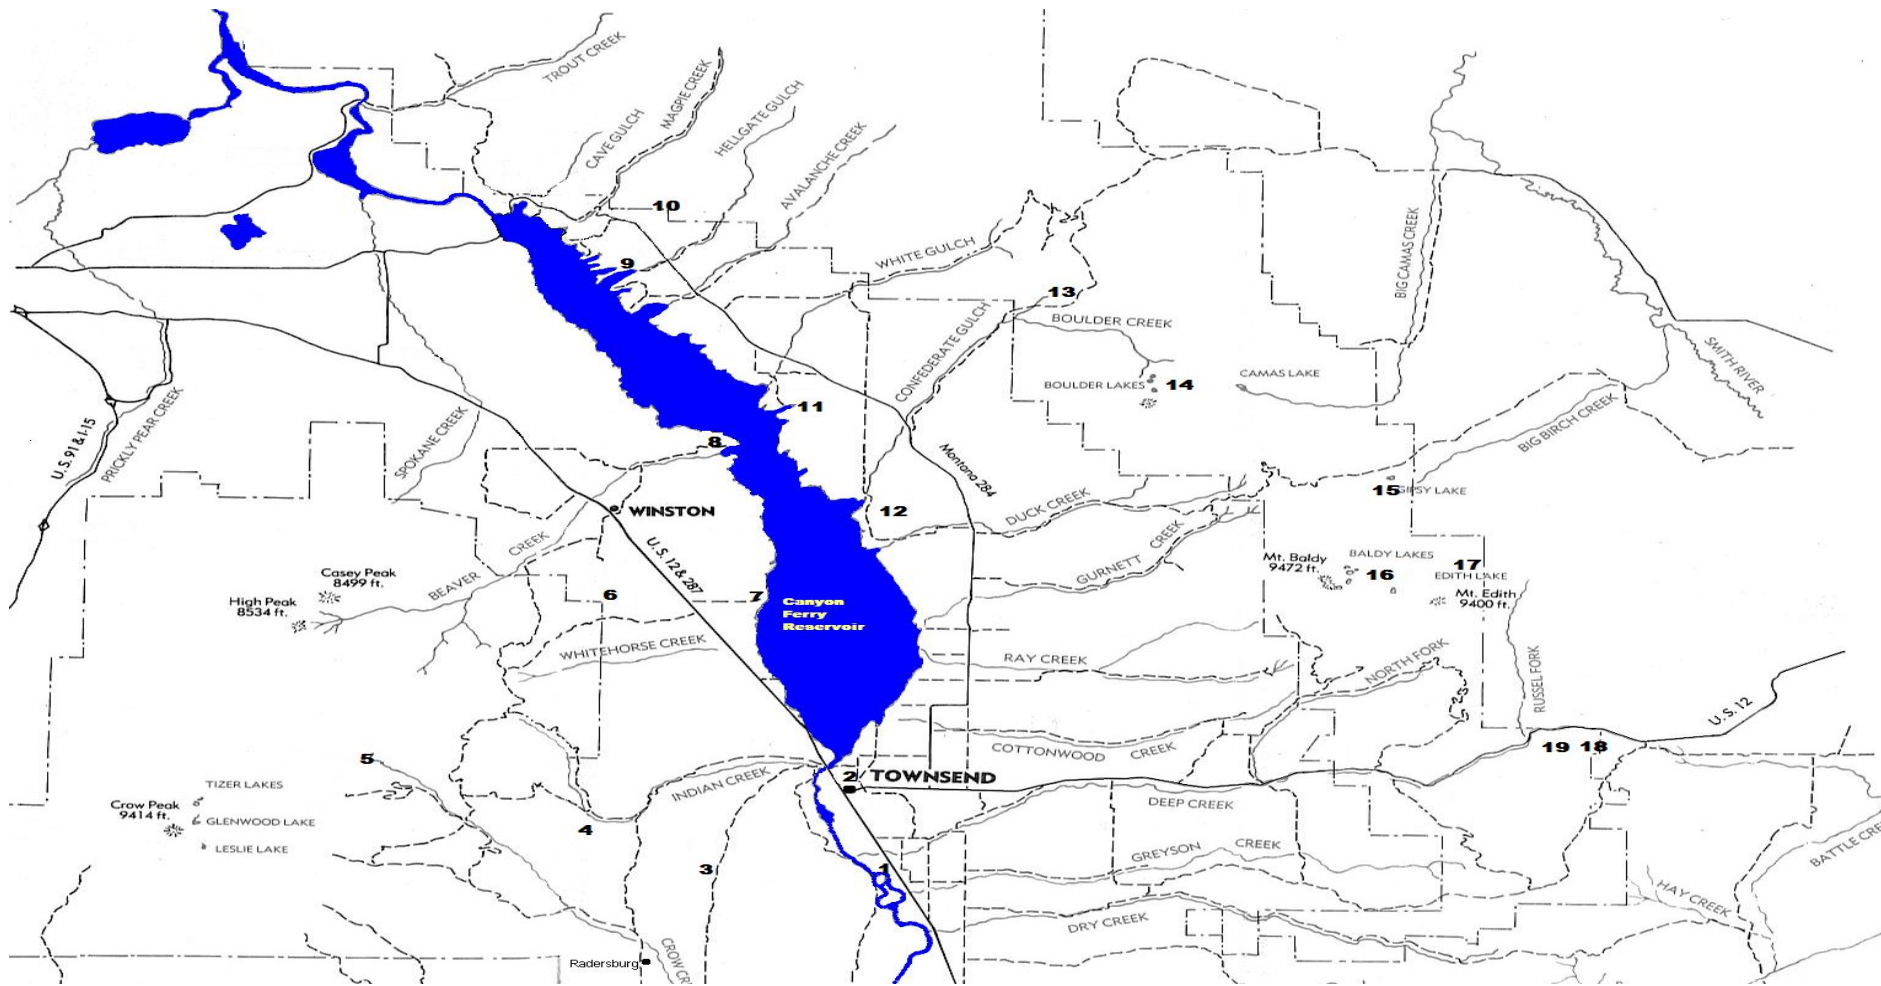 TROUT CREEK
MAGPIE CREEK
CAVE GULCH
HELLGATE GULCH
AVALANCHE CREEK
10
9
WHITE GULCH
BIG CAMAS CREEK
13
BOULDER CREEK
CONFEDERATE GULCH
SMITH RIVER
BOULDER LAKES
14
CAMAS LAKE
11
U.S. 91 & I-15
PRICKLY PEAR CREEK
SPOKANE CREEK
8
Montana 284
BIG BIRCH CREEK
15
GIPSY LAKE
WINSTON
12
DUCK CREEK
GURNETT CREEK
BEAVER CREEK
U.S. 12 & 287
Casey Peak
8499 ft.
High Peak
8534 ft.
6
7
Canyon
Ferry
Reservoir
Mt. Baldy
9472 ft.
BALDY LAKES
16
17
EDITH LAKE
Mt. Edith
9400 ft.
WHITEHORSE CREEK
RAY CREEK
NORTH FORK
RUSSEL FORK
U.S. 12
COTTONWOOD CREEK
19
18
5
INDIAN CREEK
2
TOWNSEND
TIZER LAKES
Crow Peak
9414 ft.
GLENWOOD LAKE
LESLIE LAKE
4
DEEP CREEK
3
1
GREYSON CREEK
BATTLE CREE
HAY CREEK
DRY CREEK
Radersburg
CROW CR